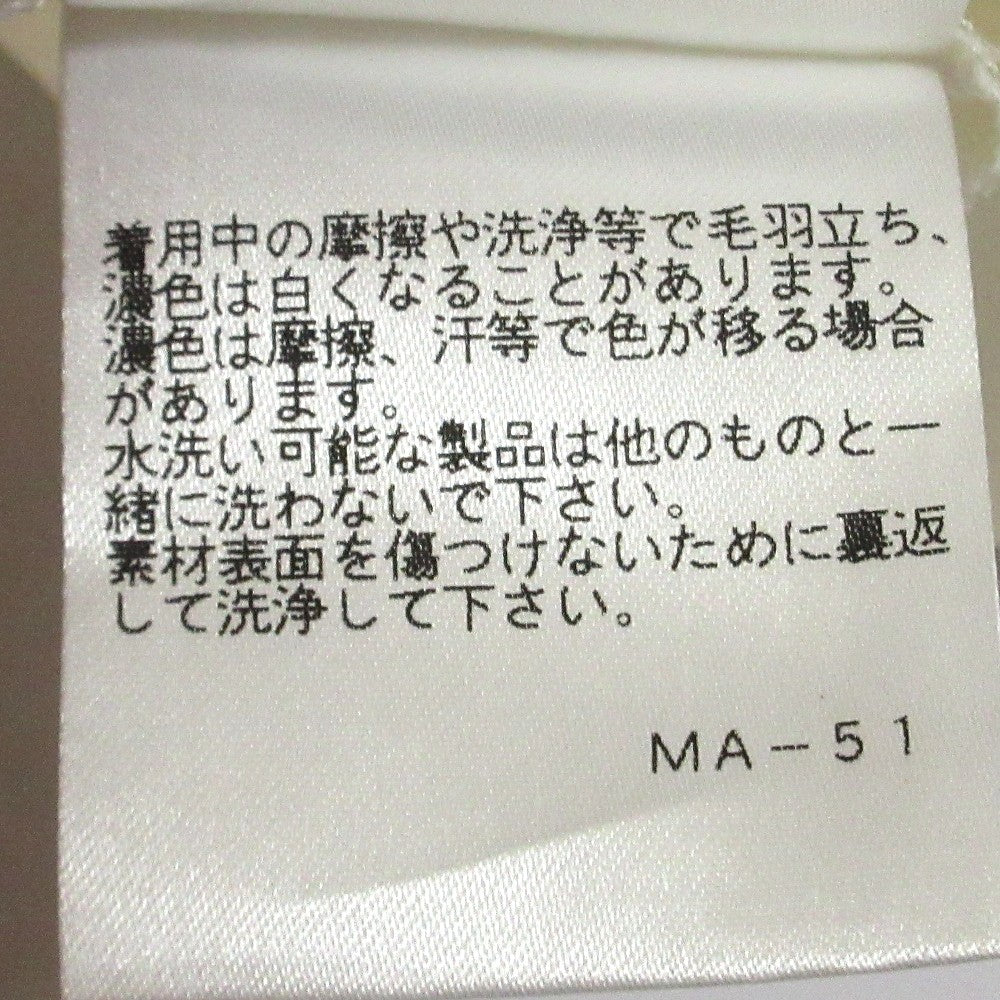 着用中の摩擦や洗浄等で毛羽立ち、
濃色は白くなることがあります。
濃色は摩擦、汗等で色が移る場合
があります。
水洗い可能な製品は他のものと一
緒に洗わないで下さい。
素材表面を傷つけないために裏返
して洗浄して下さい。
MA-51